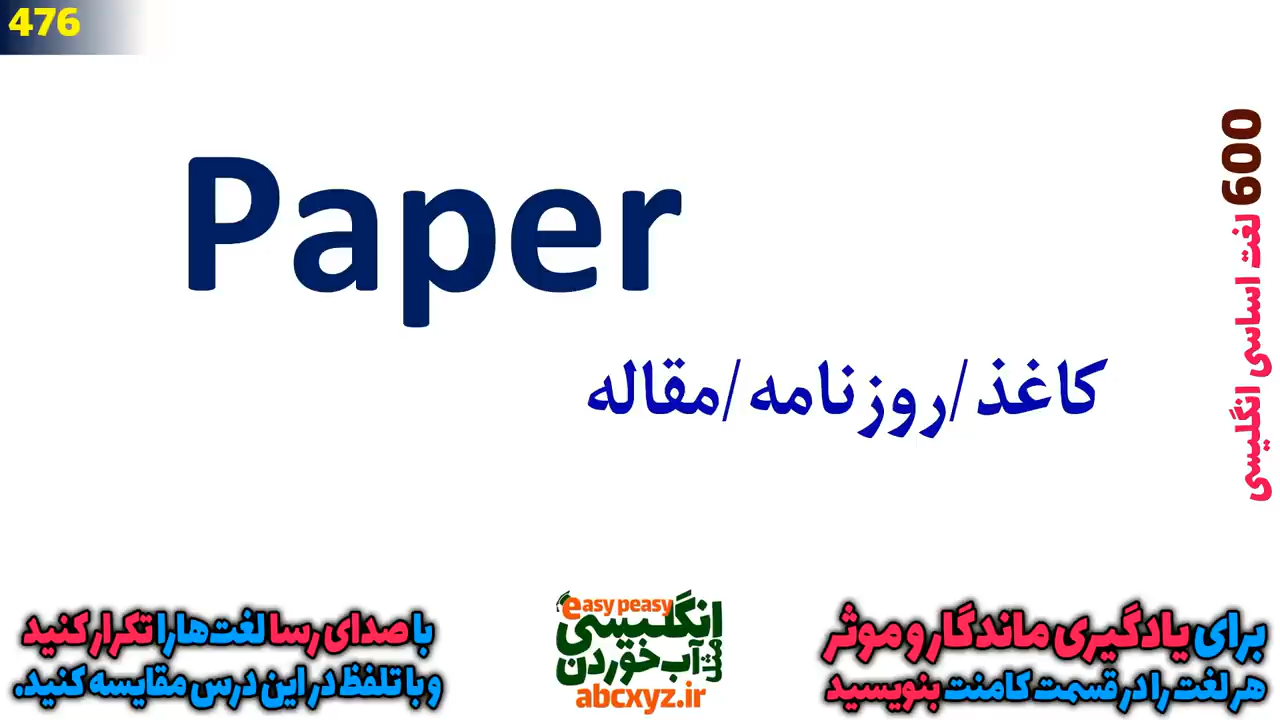 476
Paper
کاغذ/روزنامه/مقاله
600 لغت اساسی انگلیسی
برای یادگیری ماندگار و موثر
هر لغت را در قسمت کامنت بنویسید
easy peasy
انگلیسی
مثل آب خوردن
abcxyz.ir
با صدای رسا لغت‌ها را تکرار کنید
و با تلفظ در این درس مقایسه کنید.